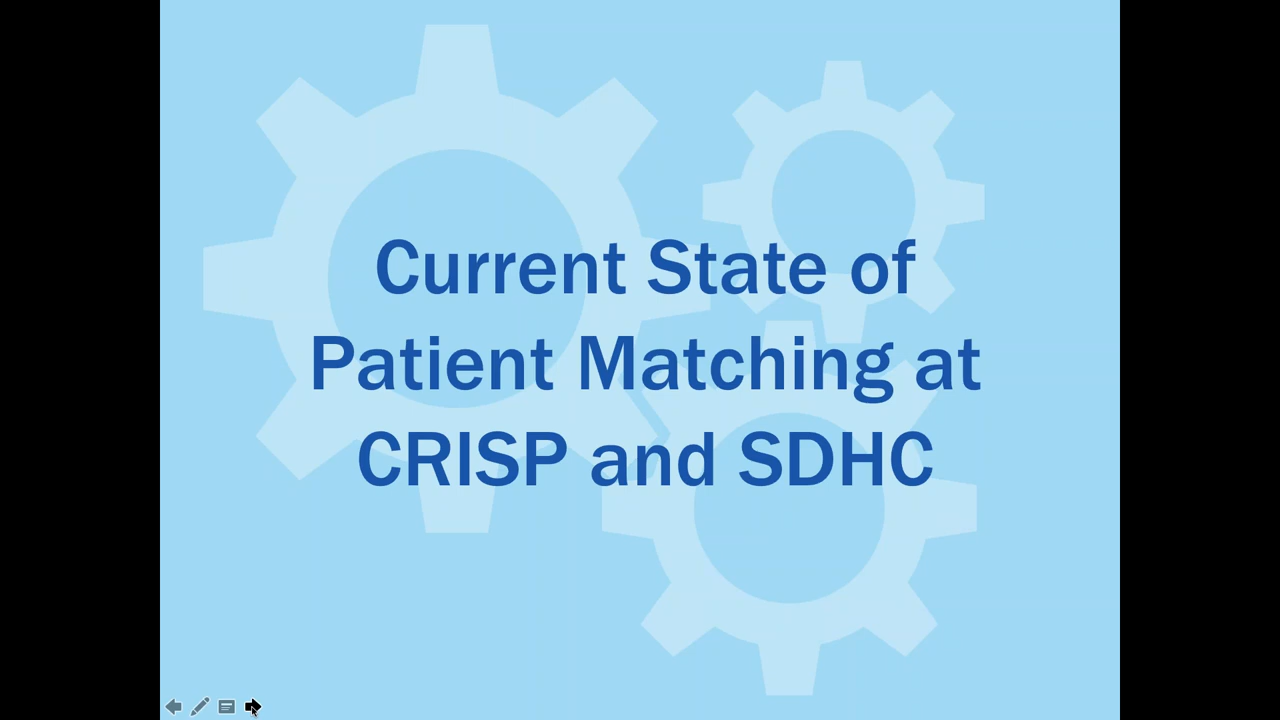 Current State of
Patient Matching at
CRISP and SDHC